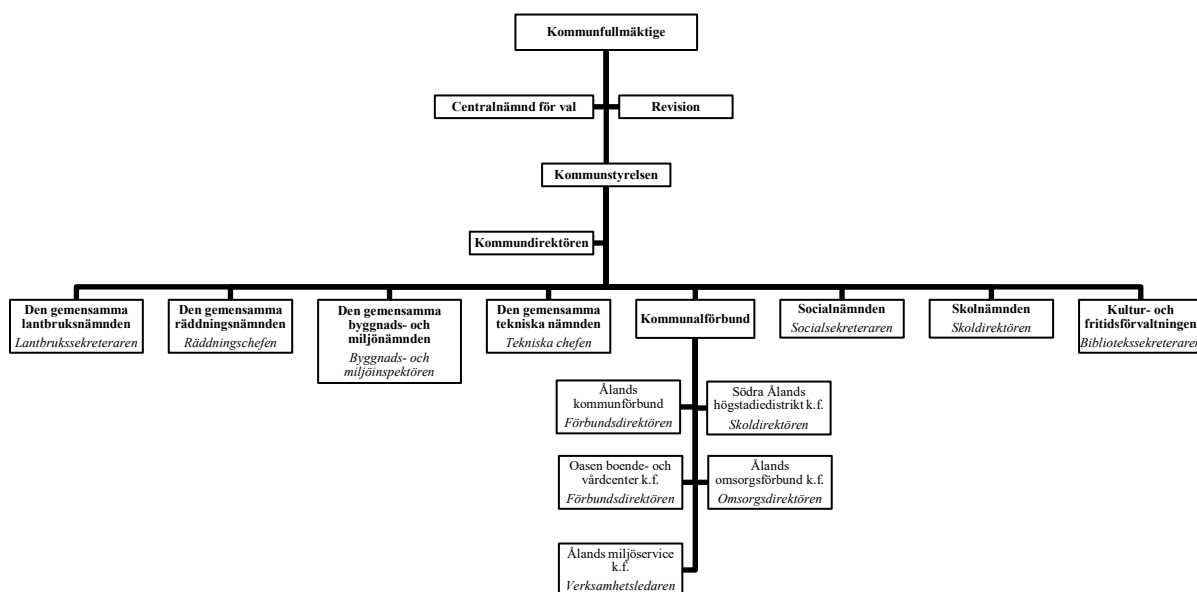 Kommunfullmäktige
Centralnämnd för val
Revision
Kommunstyrelsen
Kommundirektören
Den gemensamma
lantbruksnämnden
Lantbrukssekreteraren
Den gemensamma
räddningsnämnden
Räddningschefen
Den gemensamma
byggnads- och
miljönämnden
Byggnads- och
miljöinspektören
Den gemensamma
tekniska nämnden
Tekniska chefen
Kommunalförbund
Socialnämnden
Socialsekreteraren
Skolnämnden
Skoldirektören
Kultur- och
fritidsförvaltningen
Bibliotekssekreteraren
Ålands
kommunförbund
Förbundsdirektören
Södra Ålands
högstadiedistrikt k.f.
Skoldirektören
Oasen boende- och
vårdcenter k.f.
Förbundsdirektören
Ålands
omsorgsförbund k.f.
Omsorgsdirektören
Ålands miljöservice
k.f.
Verksamhetsledaren